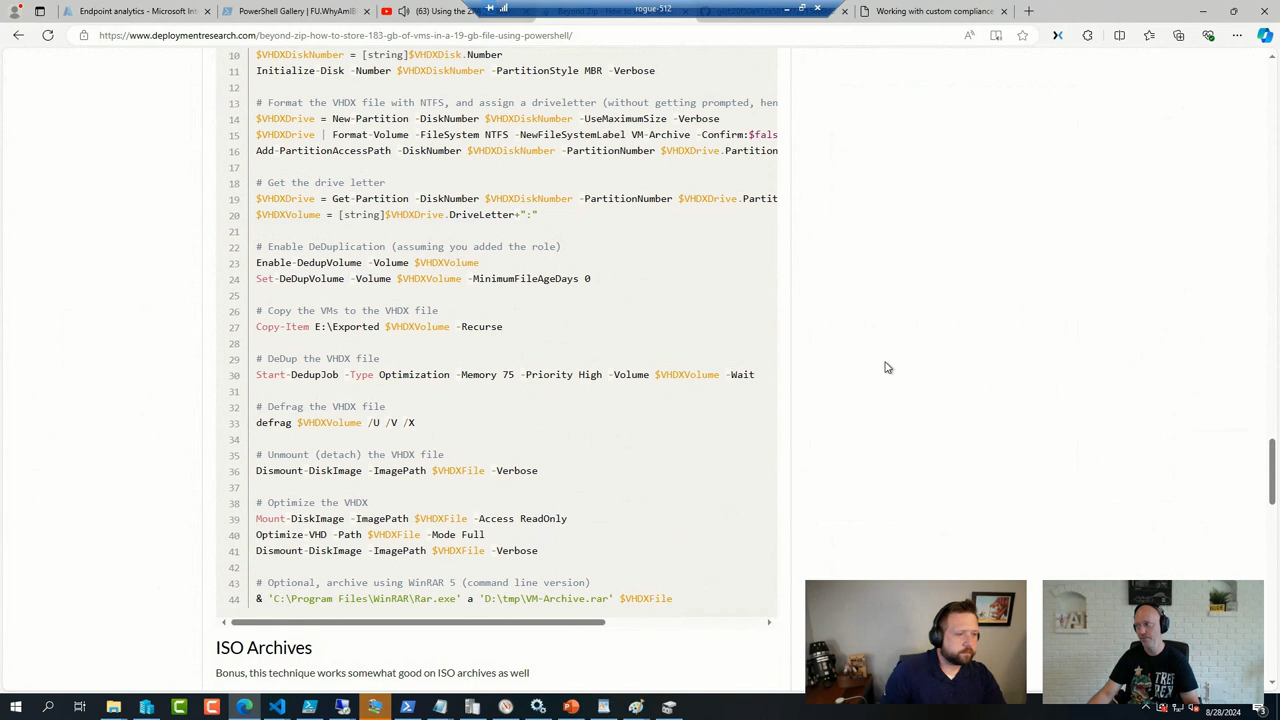 Endpoint analytics - Microsoft Int
PowerShell Gallery | FU.WhyAmIB
(63) Using the ZPA
Beyond Zip - How to Store
rogue-512
Working with custom compliance
https://www.deploymentresearch.com/beyond-zip-how-to-store-183-gb-of-vms-in-a-19-gb-file-using-powershell/
10 $VHDXDiskNumber = [string]$VHDXDisk.Number
11 Initialize-Disk -Number $VHDXDiskNumber -PartitionStyle MBR -Verbose
12
13 # Format the VHDX file with NTFS, and assign a driveletter (without getting prompted, hen
14 $VHDXDrive = New-Partition -DiskNumber $VHDXDiskNumber -UseMaximumSize -Verbose
15 $VHDXDrive | Format-Volume -FileSystem NTFS -NewFileSystemLabel VM-Archive -Confirm:$fals
16 Add-PartitionAccessPath -DiskNumber $VHDXDiskNumber -PartitionNumber $VHDXDrive.Partition
17
18 # Get the drive letter
19 $VHDXDrive = Get-Partition -DiskNumber $VHDXDiskNumber -PartitionNumber $VHDXDrive.Partit
20 $VHDXVolume = [string]$VHDXDrive.DriveLetter+":"
21
22 # Enable DeDuplication (assuming you added the role)
23 Enable-DedupVolume -Volume $VHDXVolume
24 Set-DeDupVolume -Volume $VHDXVolume -MinimumFileAgeDays 0
25
26 # Copy the VMs to the VHDX file
27 Copy-Item E:\Exported $VHDXVolume -Recurse
28
29 # DeDup the VHDX file
30 Start-DedupJob -Type Optimization -Memory 75 -Priority High -Volume $VHDXVolume -Wait
31
32 # Defrag the VHDX file
33 defrag $VHDXVolume /U /V /X
34
35 # Unmount (detach) the VHDX file
36 Dismount-DiskImage -ImagePath $VHDXFile -Verbose
37
38 # Optimize the VHDX
39 Mount-DiskImage -ImagePath $VHDXFile -Access ReadOnly
40 Optimize-VHD -Path $VHDXFile -Mode Full
41 Dismount-DiskImage -ImagePath $VHDXFile -Verbose
42
43 # Optional, archive using WinRAR 5 (command line version)
44 & 'C:\Program Files\WinRAR\Rar.exe' a 'D:\tmp\VM-Archive.rar' $VHDXFile
ISO Archives
Bonus, this technique works somewhat good on ISO archives as well
TREE
REX
8/28/2024